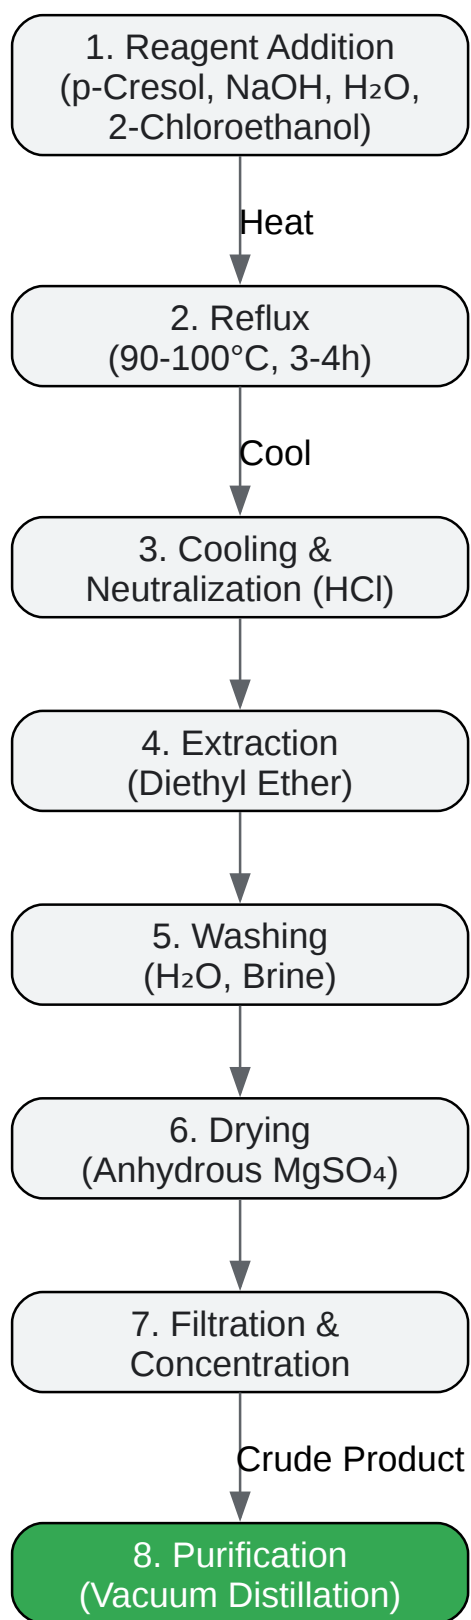 1. Reagent Addition
(p-Cresol, NaOH, H₂O,
2-Chloroethanol)
Heat
2. Reflux
(90-100°C, 3-4h)
Cool
3. Cooling &
Neutralization (HCl)
4. Extraction
(Diethyl Ether)
5. Washing
(H₂O, Brine)
6. Drying
(Anhydrous MgSO₄)
7. Filtration &
Concentration
Crude Product
8. Purification
(Vacuum Distillation)